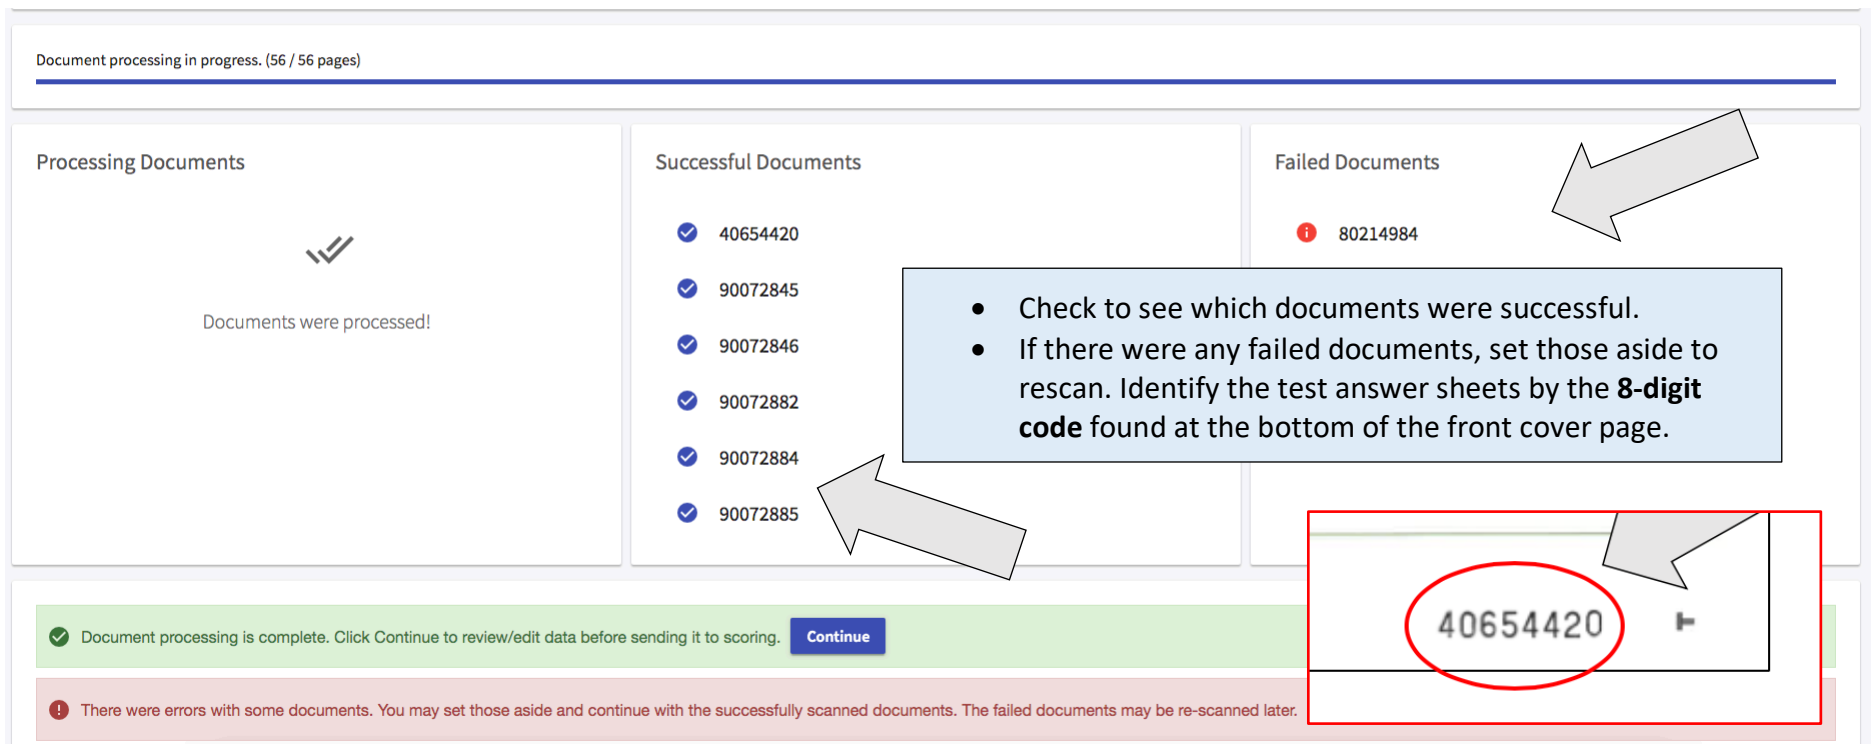 Document processing in progress. (56 / 56 pages)
Processing Documents
Documents were processed!
Successful Documents
40654420
90072845
90072846
90072882
90072884
90072885
Failed Documents
80214984
• Check to see which documents were successful.
• If there were any failed documents, set those aside to
rescan. Identify the test answer sheets by the 8-digit
code found at the bottom of the front cover page.
Document processing is complete. Click Continue to review/edit data before sending it to scoring. Continue
There were errors with some documents. You may set those aside and continue with the successfully scanned documents. The failed documents may be re-scanned later.
40654420